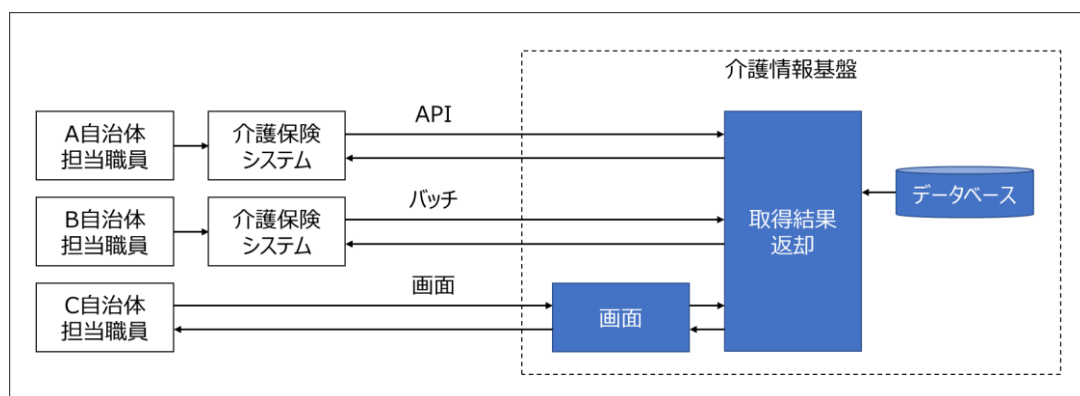 介護情報基盤
A自治体
担当職員
介護保険
システム
API
B自治体
担当職員
介護保険
システム
バッチ
取得結果
返却
データベース
C自治体
担当職員
画面
画面